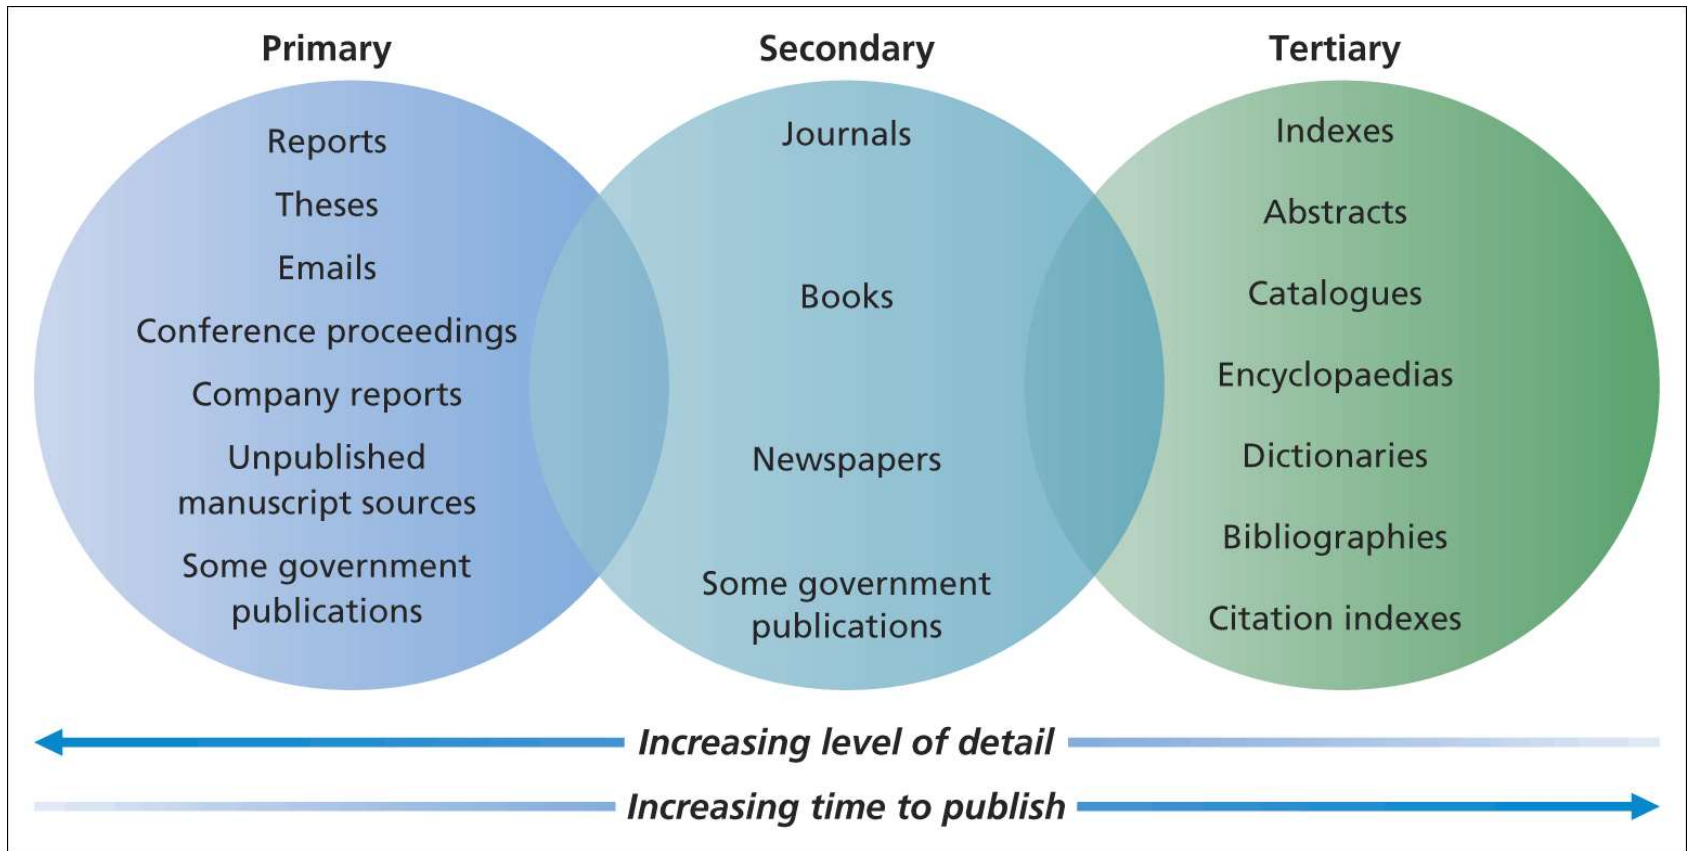 Primary
Reports
Theses
Emails
Conference proceedings
Company reports
Unpublished
manuscript sources
Some government
publications
Secondary
Journals
Books
Newspapers
Some government
publications
Tertiary
Indexes
Abstracts
Catalogues
Encyclopaedias
Dictionaries
Bibliographies
Citation indexes
Increasing level of detail
Increasing time to publish